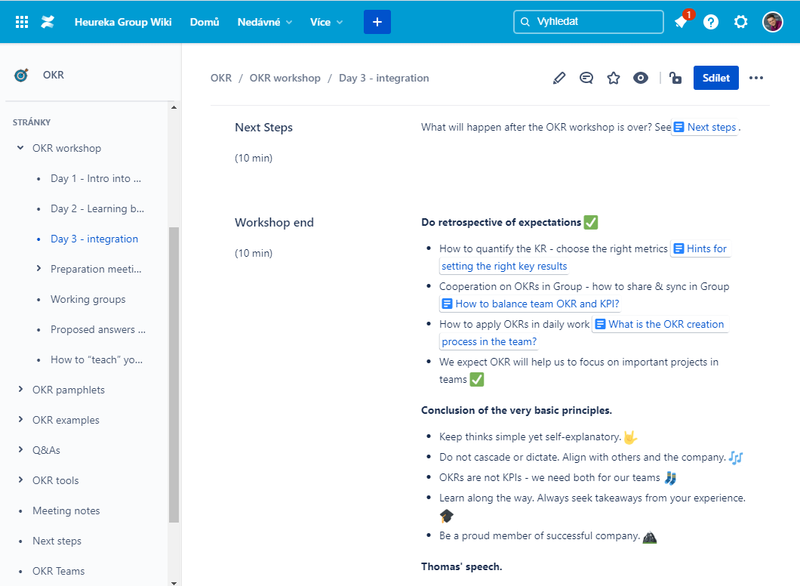 Heureka Group Wiki Domů Nedávné Více + Vyhledat 1
OKR
STRÁNKY
OKR workshop
Day 1 - Intro into ...
Day 2 - Learning b...
Day 3 - integration
Preparation meeti...
Working groups
Proposed answers ...
How to “teach” yo...
OKR pamphlets
OKR examples
Q&As
OKR tools
Meeting notes
Next steps
OKR Teams
OKR / OKR workshop / Day 3 - integration Sdílet
Next Steps
(10 min)
What will happen after the OKR workshop is over? See Next steps .
Workshop end
(10 min)
Do retrospective of expectations ✅
• How to quantify the KR - choose the right metrics Hints for
setting the right key results
• Cooperation on OKRs in Group - how to share & sync in Group
How to balance team OKR and KPI?
• How to apply OKRs in daily work What is the OKR creation
process in the team?
• We expect OKR will help us to focus on important projects in
teams ✅
Conclusion of the very basic principles.
• Keep thinks simple yet self-explanatory. 🤟
• Do not cascade or dictate. Align with others and the company. 🎶
• OKRs are not KPIs - we need both for our teams 🧦
• Learn along the way. Always seek takeaways from your experience.
🎓
• Be a proud member of successful company. ⛰
Thomas' speech.